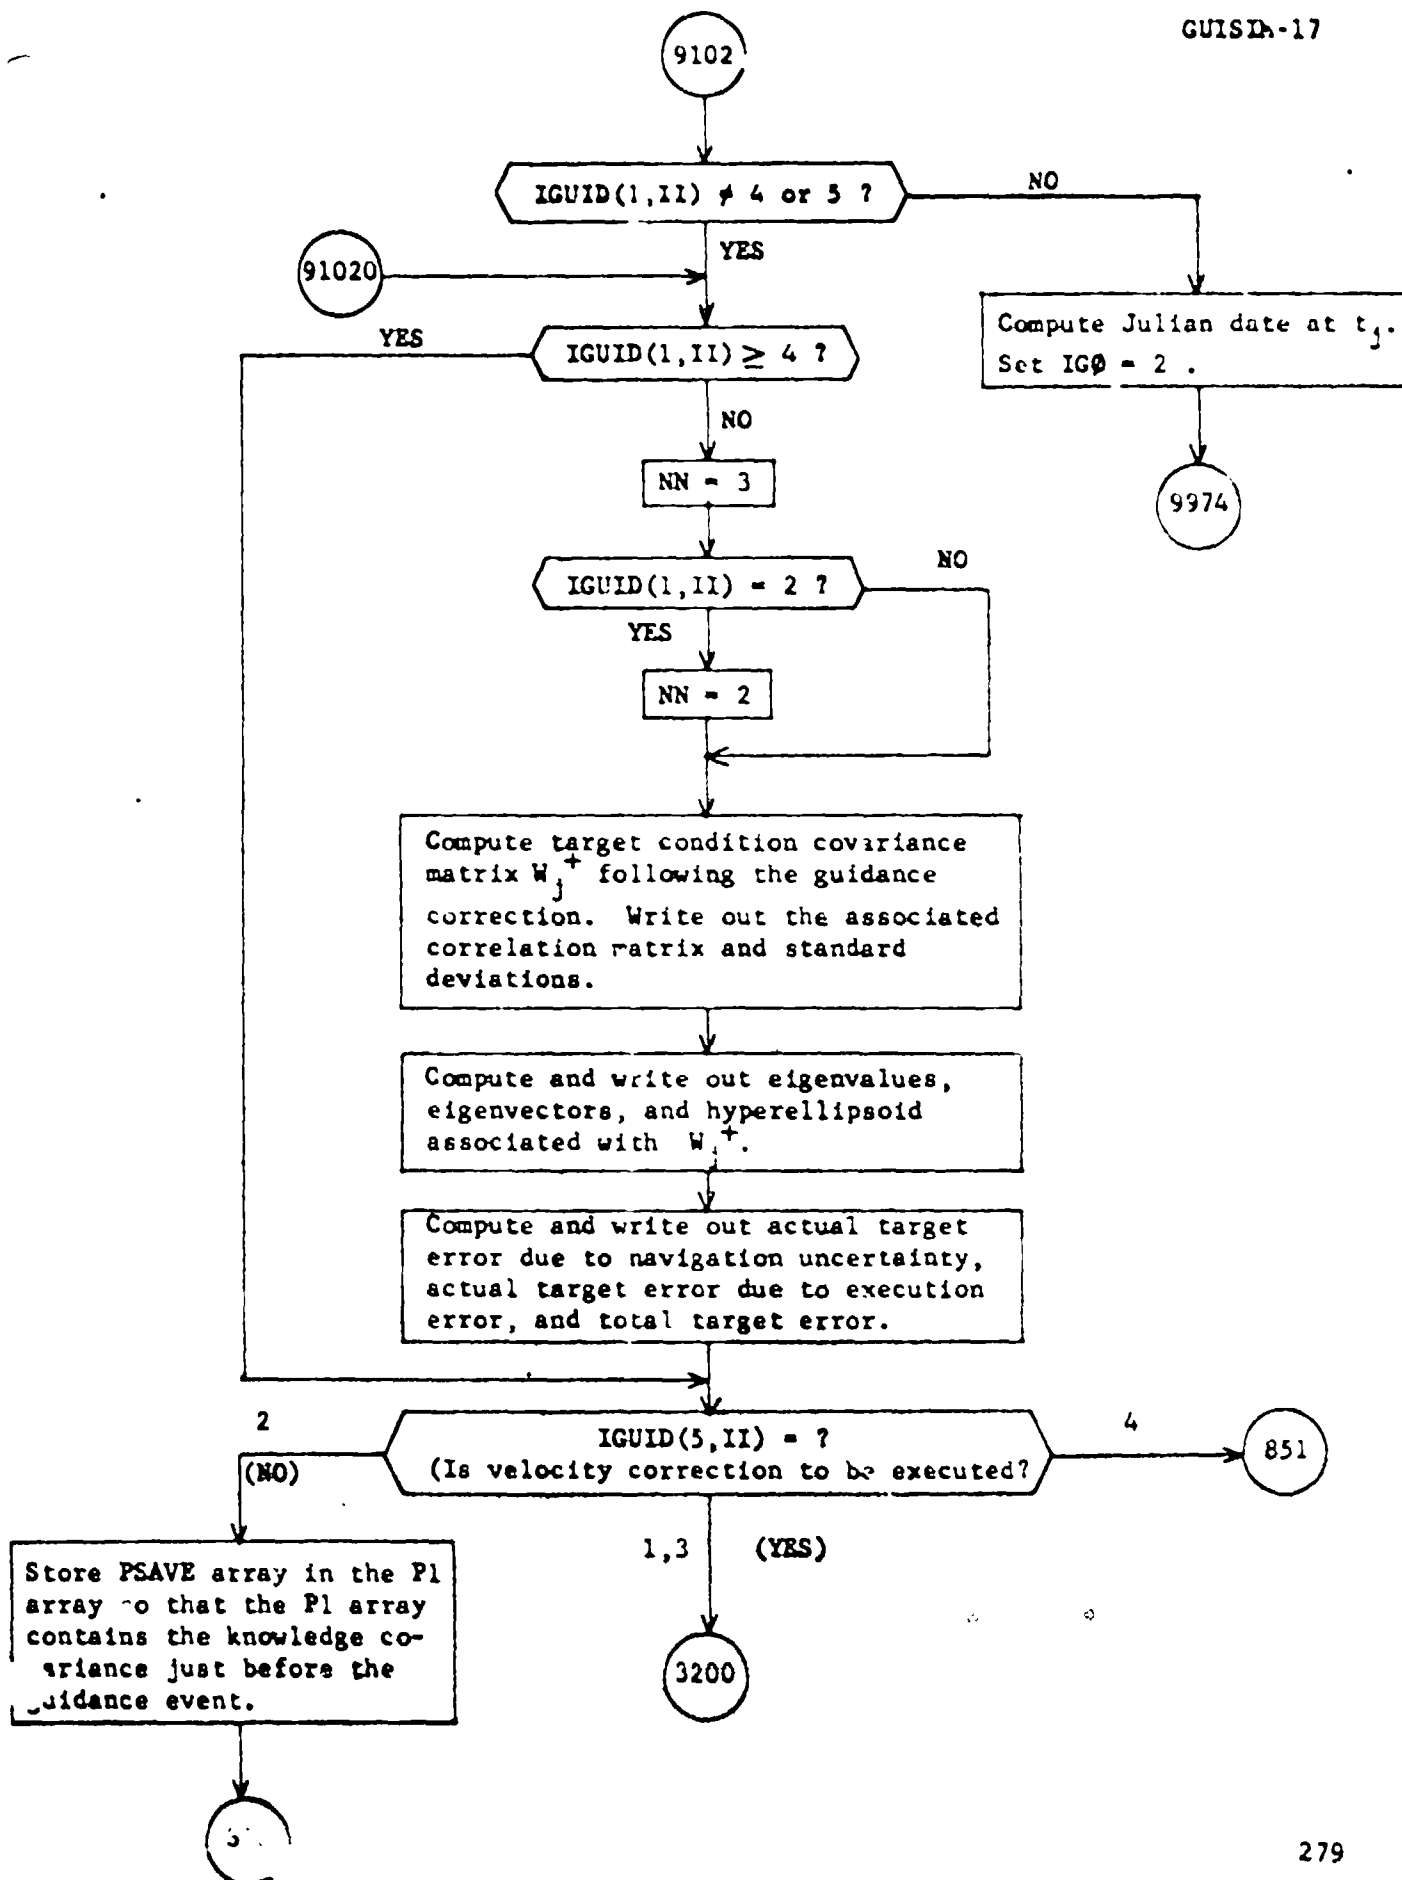 GUISIM-17
9102
IGUID(1,II) ≠ 4 or 5 ?
NO
YES
91020
Compute Julian date at t_j.
Set IGØ = 2 .
YES
IGUID(1,II) ≥ 4 ?
NO
NN = 3
9974
IGUID(1,II) = 2 ?
NO
YES
NN = 2
Compute target condition covariance
matrix W_j^+ following the guidance
correction. Write out the associated
correlation matrix and standard
deviations.
Compute and write out eigenvalues,
eigenvectors, and hyperellipsoid
associated with W_j^+.
Compute and write out actual target
error due to navigation uncertainty,
actual target error due to execution
error, and total target error.
2
(NO)
IGUID(5,II) = ?
(Is velocity correction to be executed?
4
851
1,3 (YES)
Store PSAVE array in the P1
array so that the P1 array
contains the knowledge co-
variance just before the
guidance event.
3200
279